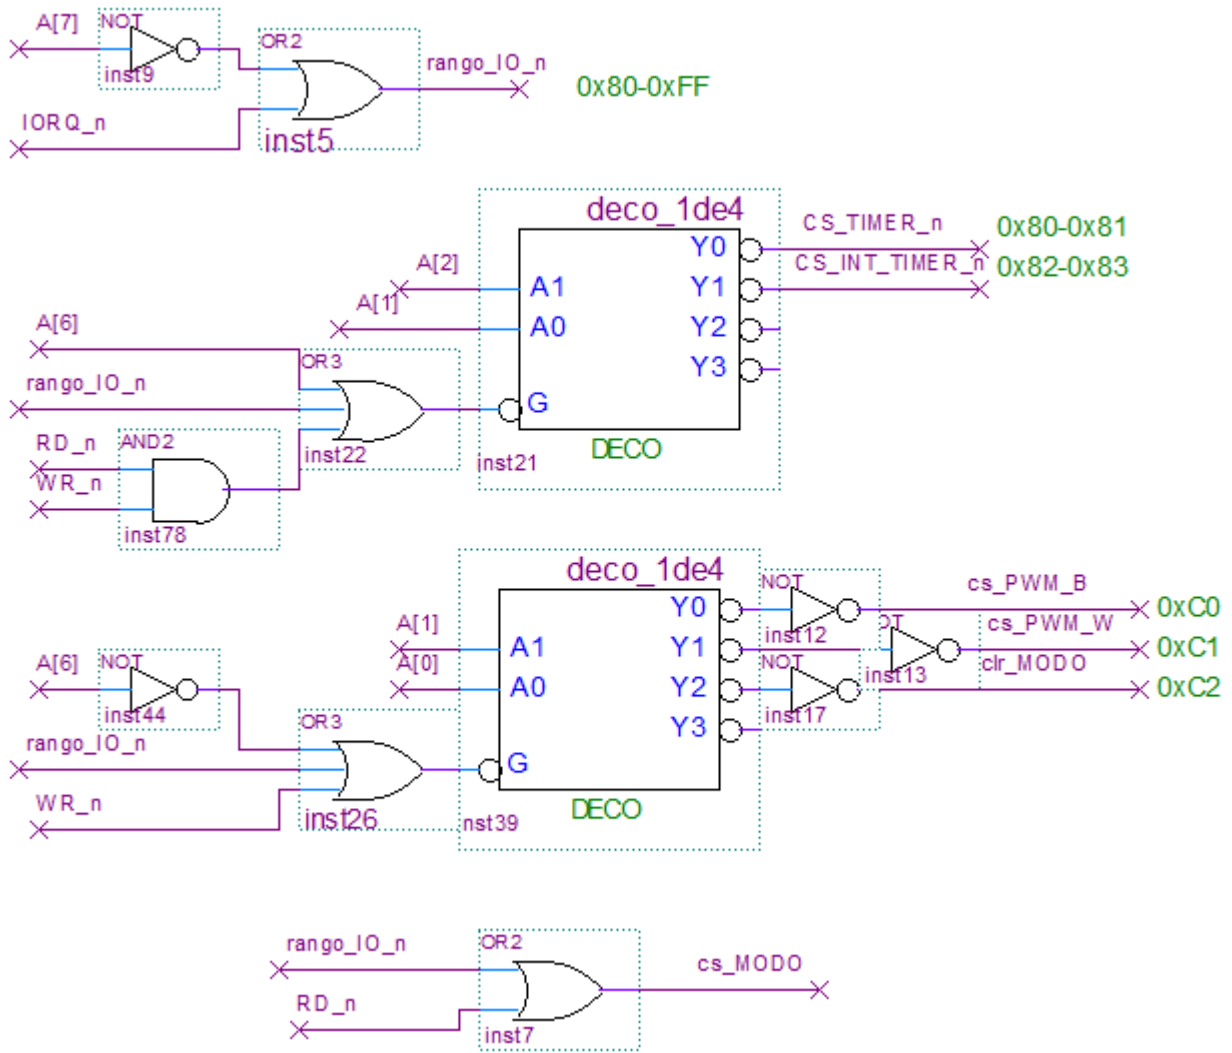 A[7]
NOT
inst9
OR2
rango_IO_n
0x80-0xFF
IORQ_n
inst5
deco_1de4
Y0
CS_TIMER_n
0x80-0x81
A[2]
A1
Y1
CS_INT_TIMER_n
0x82-0x83
A[1]
A0
Y2
A[6]
OR3
Y3
rango_IO_n
G
RD_n
AND2
inst22
inst21
DECO
WR_n
inst78
deco_1de4
Y0
NOT
cs_PWM_B
0xC0
A[1]
A1
Y1
inst12
OT
cs_PWM_W
0xC1
A[6]
NOT
A[0]
A0
Y2
NOT
inst13
clr_MODO
0xC2
inst44
OR3
Y3
inst17
rango_IO_n
G
WR_n
inst26
nst39
DECO
rango_IO_n
OR2
cs_MODO
RD_n
inst7